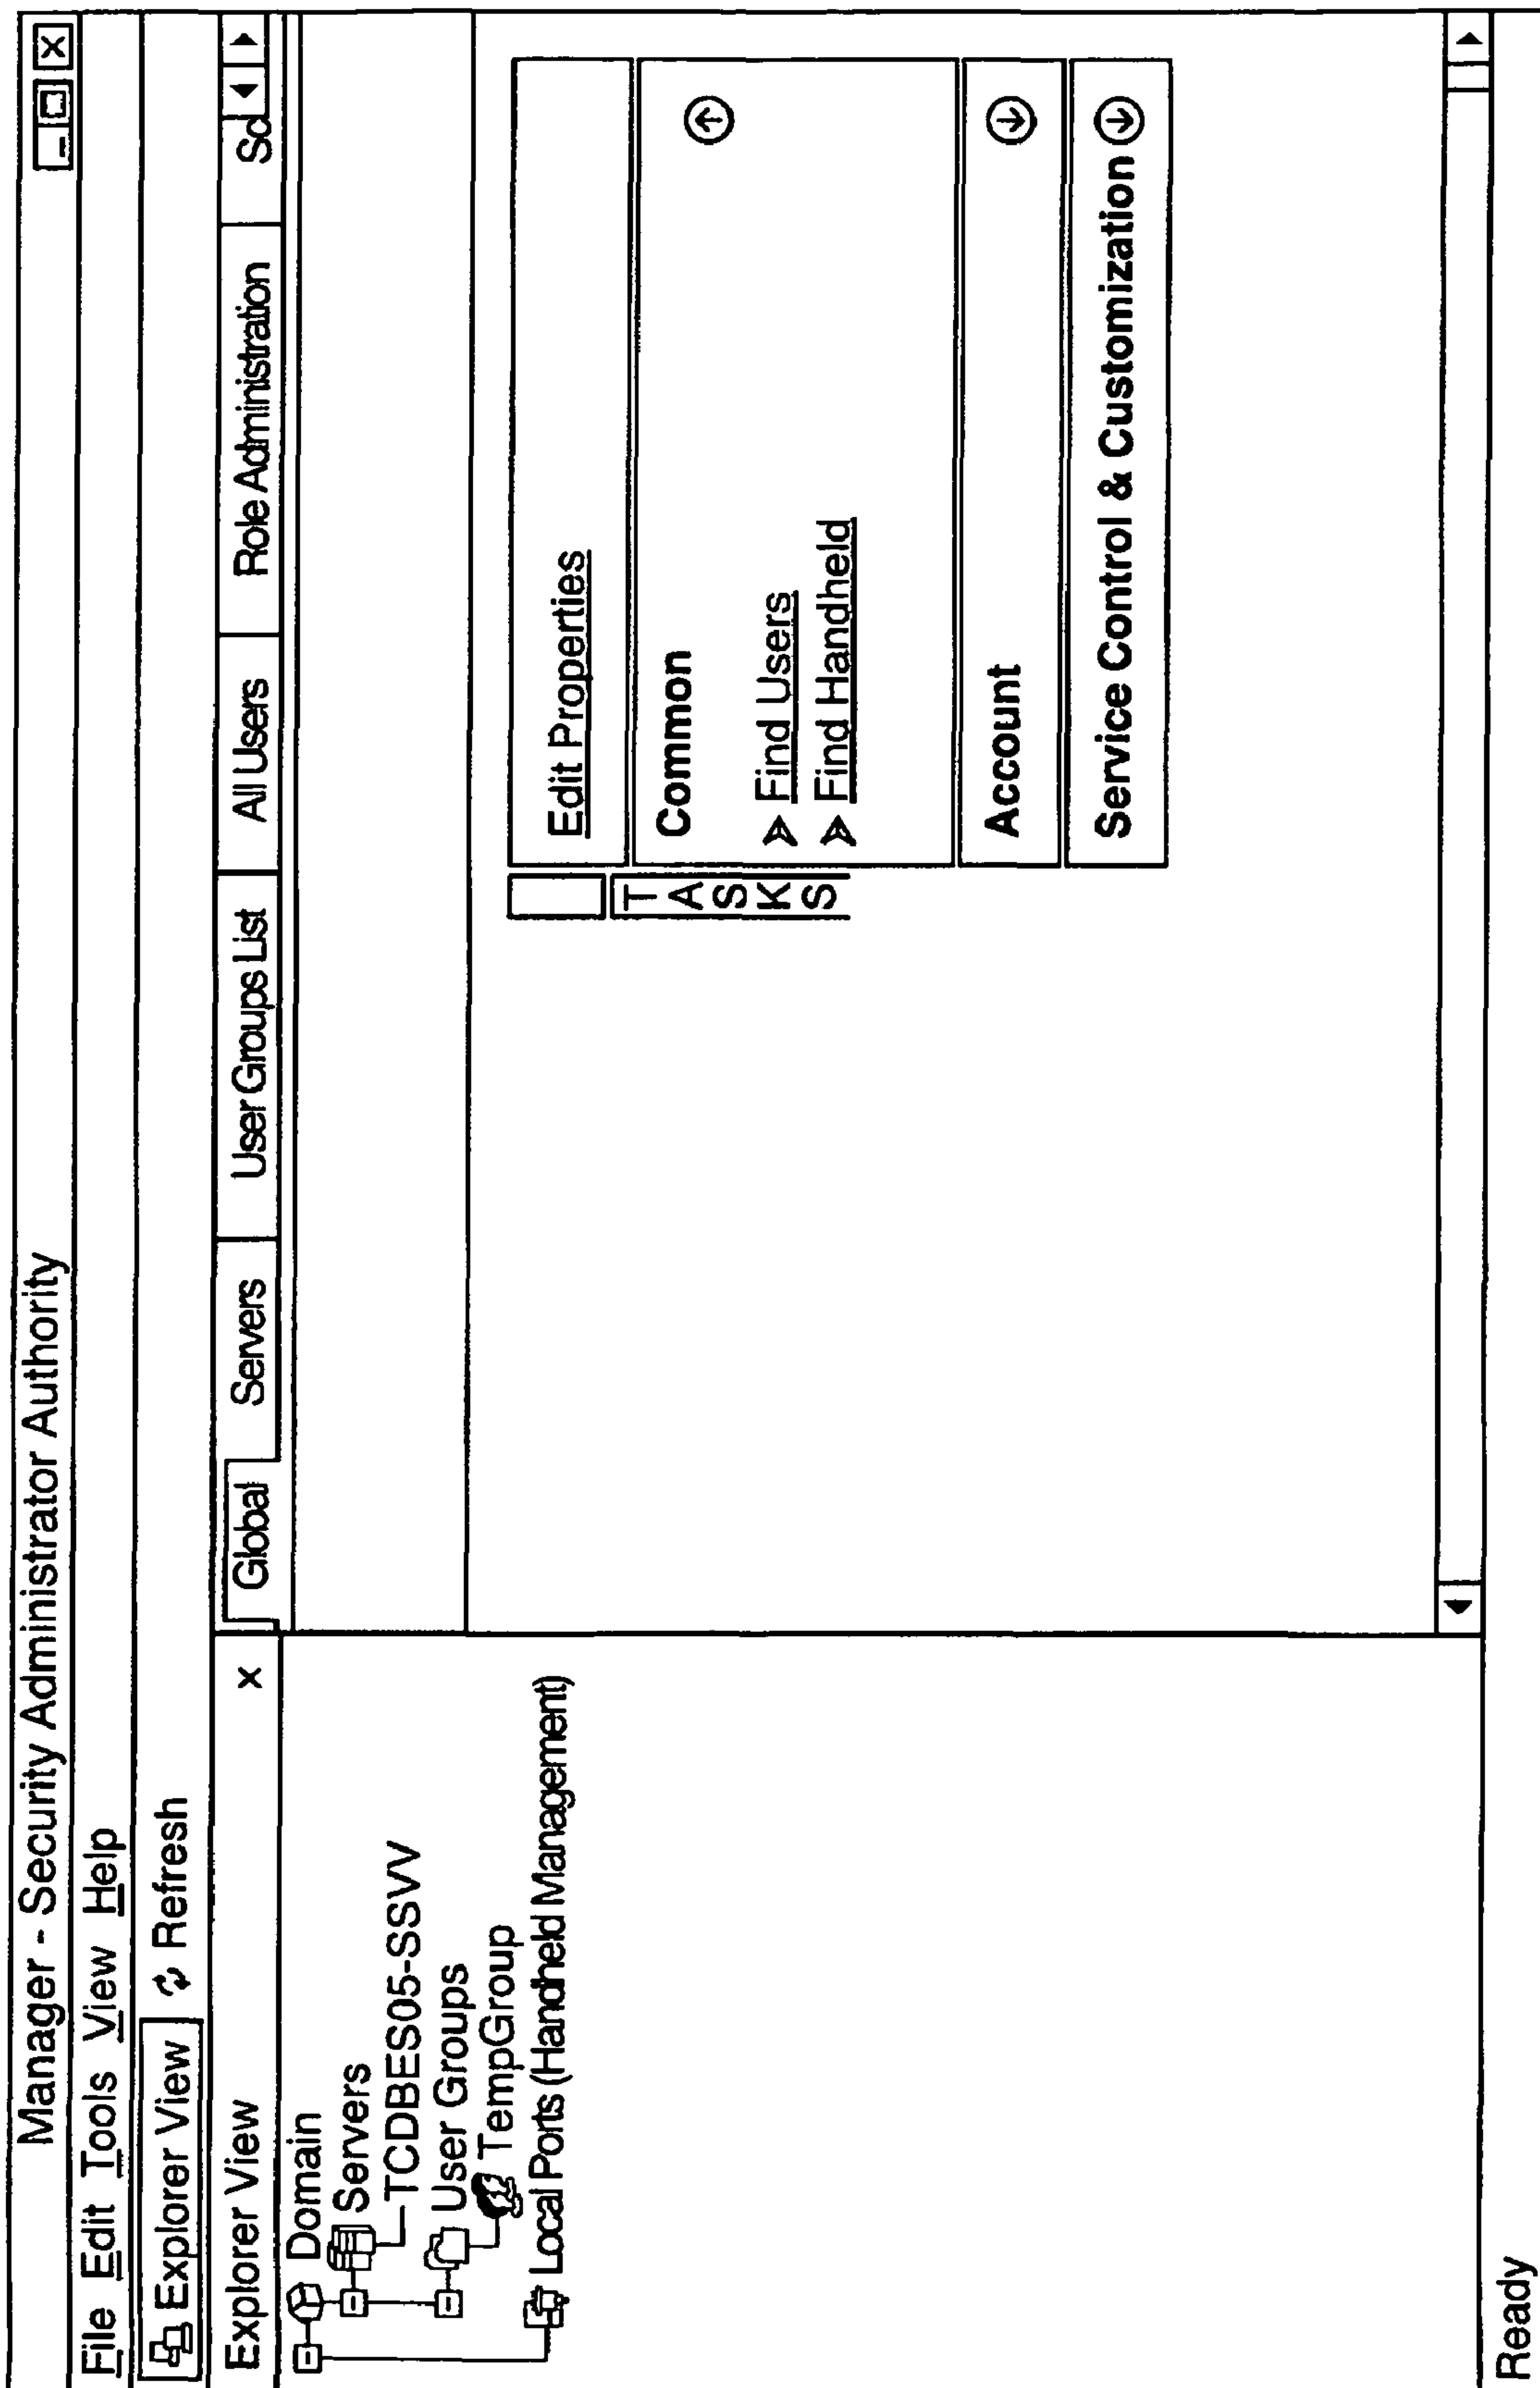 Manager - Security Administrator Authority
File Edit Tools View Help
Explorer View Refresh
Explorer View x
Global Servers User Groups List All Users Role Administration Sc
Domain
Servers
TCDBES05-SSVV
User Groups
TempGroup
Local Ports (Handheld Management)
TASKS
Edit Properties
Common
Find Users
Find Handheld
Account
Service Control & Customization
Ready